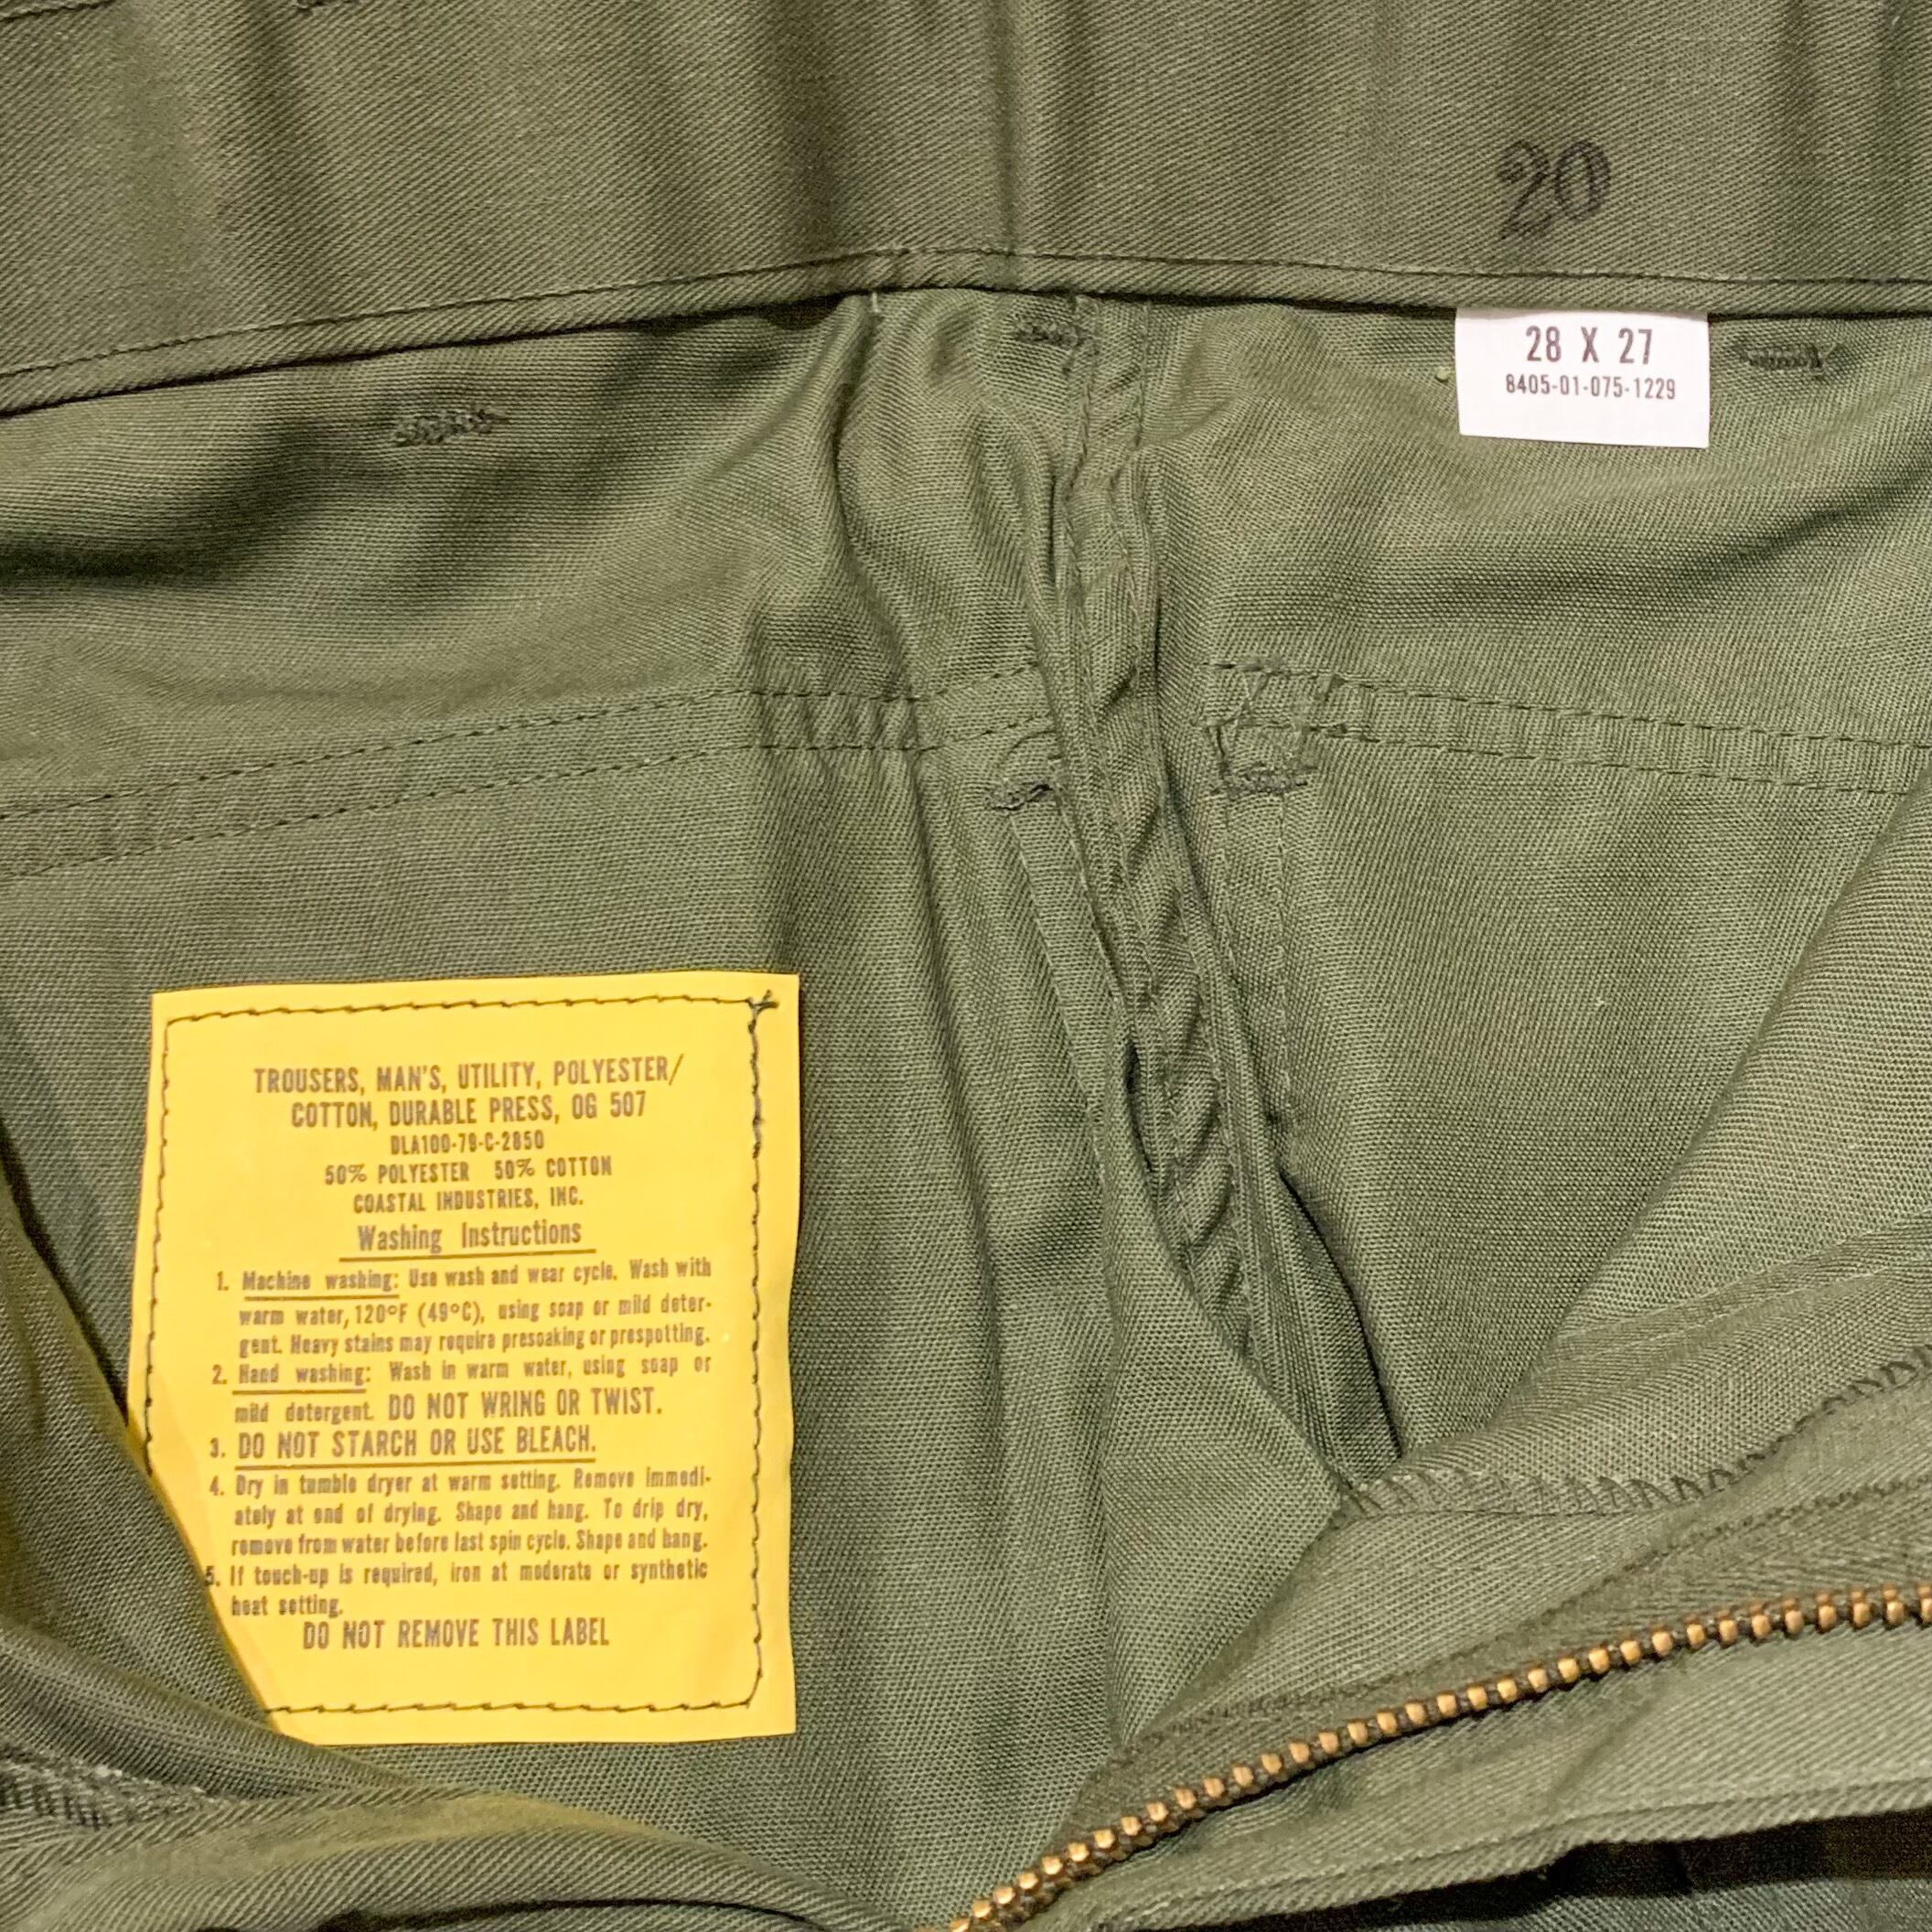 20
28 X 27
8405-01-075-1229
TROUSERS, MAN'S, UTILITY, POLYESTER/
COTTON, DURABLE PRESS, OG 507
DLA100-79-C-2850
50% POLYESTER 50% COTTON
COASTAL INDUSTRIES, INC.
Washing Instructions
1. Machine washing: Use wash and wear cycle. Wash with
warm water, 120°F (49°C), using soap or mild deter-
gent. Heavy stains may require presoaking or prespotting.
2. Hand washing: Wash in warm water, using soap or
mild detergent. DO NOT WRING OR TWIST.
3. DO NOT STARCH OR USE BLEACH.
4. Dry in tumble dryer at warm setting. Remove immedi-
ately at end of drying. Shape and hang. To drip dry,
remove from water before last spin cycle. Shape and hang.
5. If touch-up is required, iron at moderate or synthetic
heat setting.
DO NOT REMOVE THIS LABEL